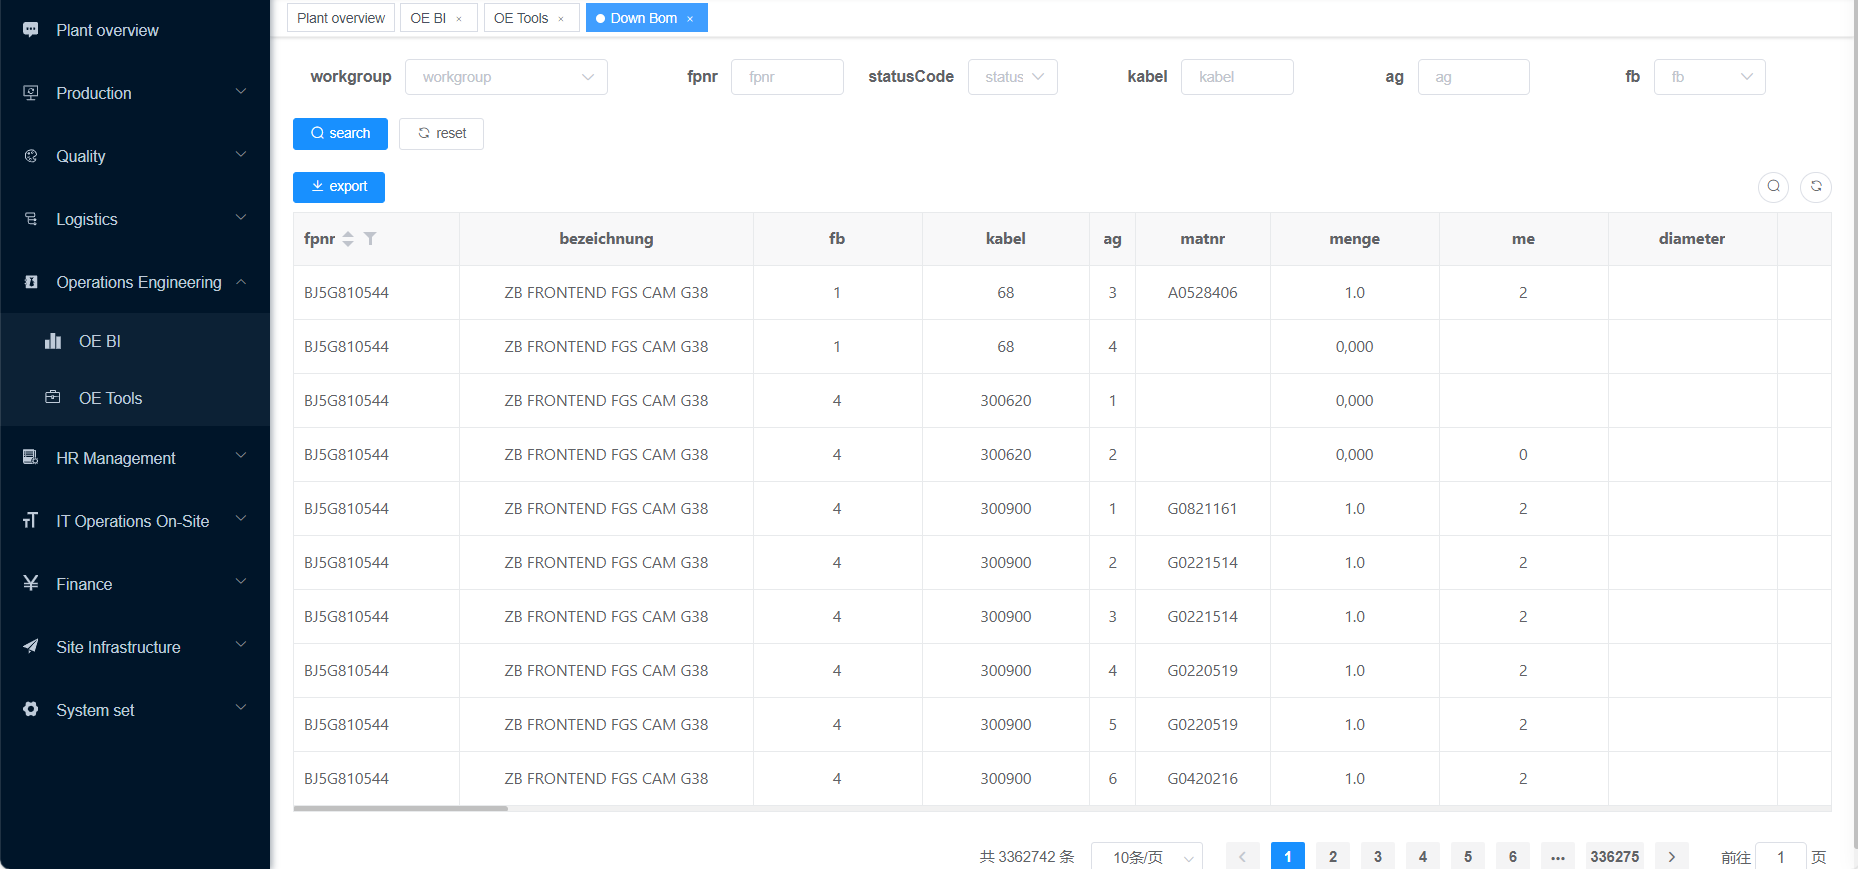 Plant overview
Production
Quality
Logistics
Operations Engineering
OE BI
OE Tools
HR Management
IT Operations On-Site
Finance
Site Infrastructure
System set
Plant overview OE BI × OE Tools × Down Bom ×
workgroup workgroup fpnr fpnr statusCode status kabel kabel ag ag fb fb
search reset
export
fpnr bezeichnung fb kabel ag matnr menge me diameter
BJ5G810544 ZB FRONTEND FGS CAM G38 1 68 3 A0528406 1.0 2
BJ5G810544 ZB FRONTEND FGS CAM G38 1 68 4 0,000
BJ5G810544 ZB FRONTEND FGS CAM G38 4 300620 1 0,000
BJ5G810544 ZB FRONTEND FGS CAM G38 4 300620 2 0,000 0
BJ5G810544 ZB FRONTEND FGS CAM G38 4 300900 1 G0821161 1.0 2
BJ5G810544 ZB FRONTEND FGS CAM G38 4 300900 2 G0221514 1.0 2
BJ5G810544 ZB FRONTEND FGS CAM G38 4 300900 3 G0221514 1.0 2
BJ5G810544 ZB FRONTEND FGS CAM G38 4 300900 4 G0220519 1.0 2
BJ5G810544 ZB FRONTEND FGS CAM G38 4 300900 5 G0220519 1.0 2
BJ5G810544 ZB FRONTEND FGS CAM G38 4 300900 6 G0420216 1.0 2
共 3362742 条 10条/页 < 1 2 3 4 5 6 ... 336275 > 前往 1 页